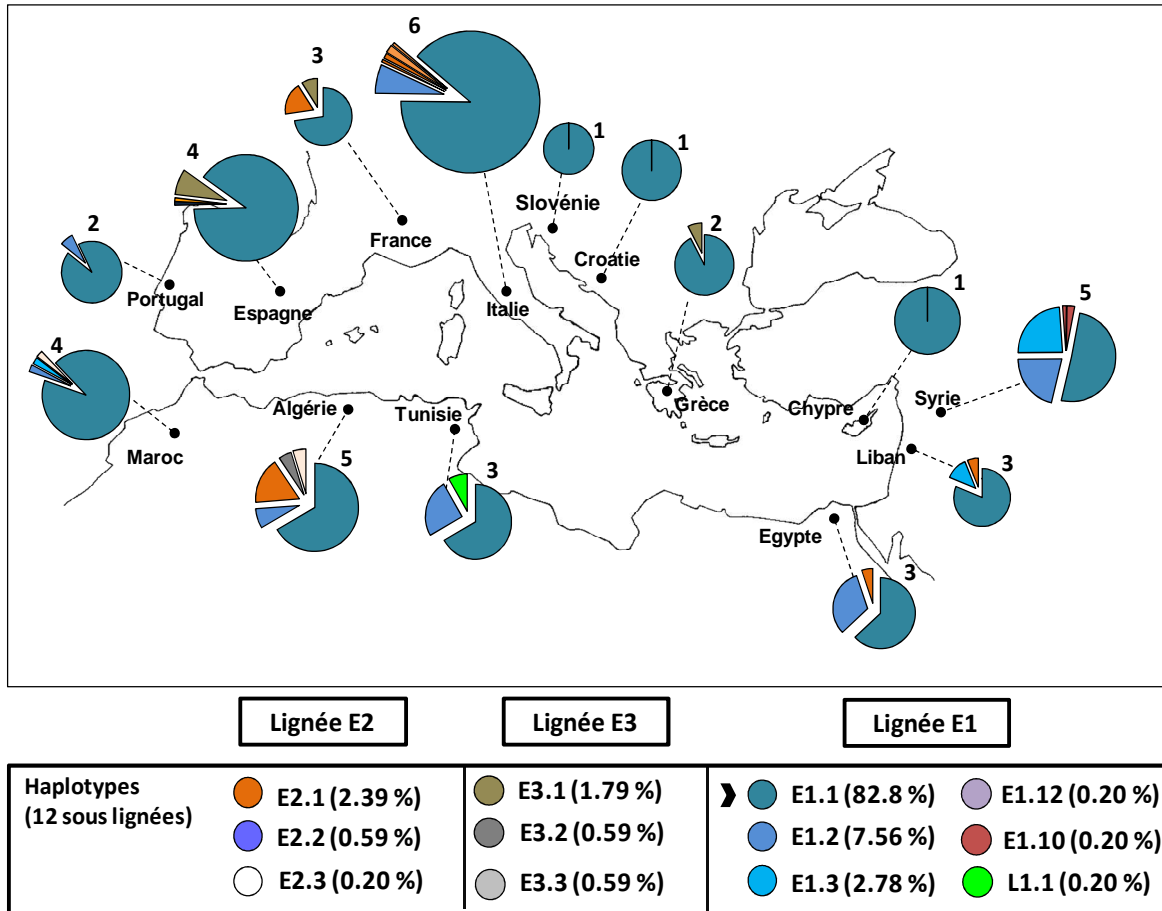 6
3
1
1
4
Slovénie
2
2
France
Croatie
1
5
Portugal
Espagne
Italie
4
Grèce
Chypre
Syrie
Algérie
Tunisie
Maroc
Liban
5
3
3
Egypte
3
Lignée E2
Lignée E3
Lignée E1
Haplotypes
(12 sous lignées)
E2.1 (2.39 %)
E2.2 (0.59 %)
E2.3 (0.20 %)
E3.1 (1.79 %)
E3.2 (0.59 %)
E3.3 (0.59 %)
E1.1 (82.8 %)
E1.2 (7.56 %)
E1.3 (2.78 %)
E1.12 (0.20 %)
E1.10 (0.20 %)
L1.1 (0.20 %)